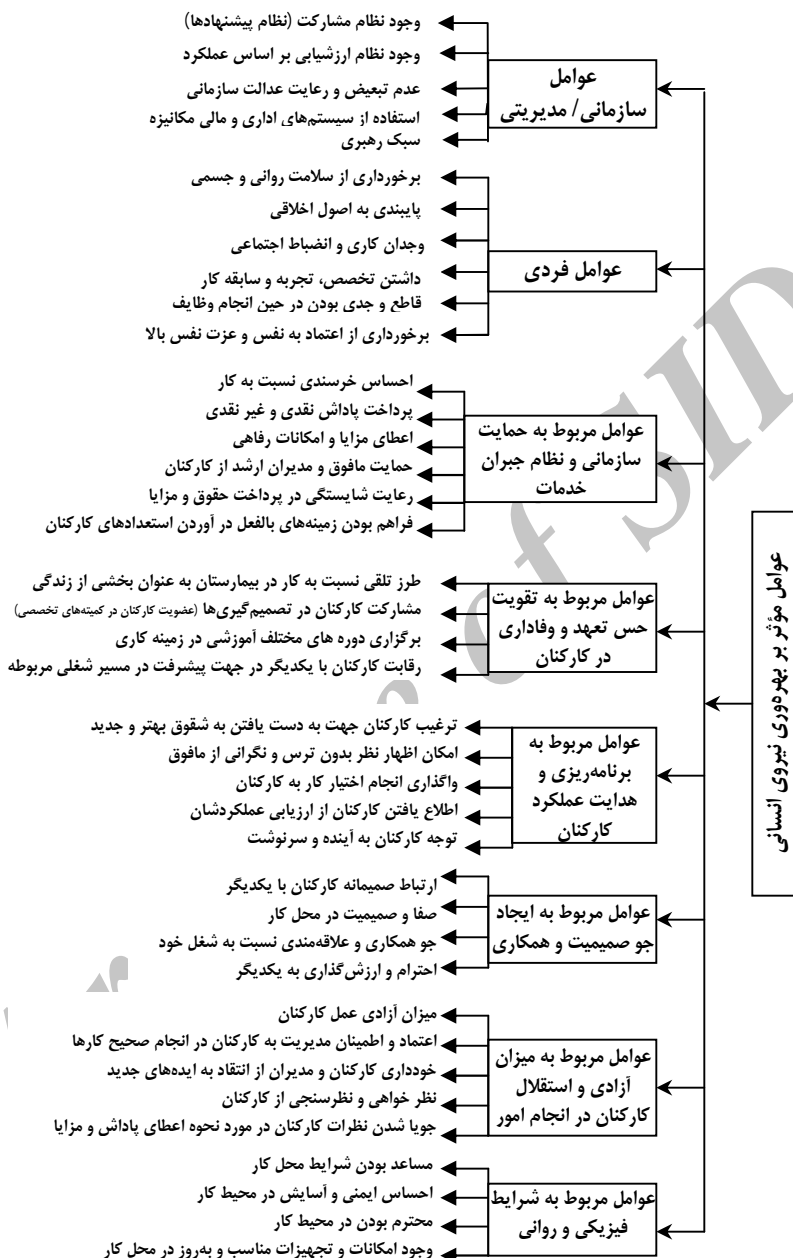 عوامل مؤثر بر بهره‌وری نیروی انسانی
عوامل
سازمانی/ مدیریتی
وجود نظام مشارکت (نظام پیشنهادها)
وجود نظام ارزشیابی بر اساس عملکرد
عدم تبعیض و رعایت عدالت سازمانی
استفاده از سیستم‌های اداری و مالی مکانیزه
سبک رهبری
عوامل فردی
برخورداری از سلامت روانی و جسمی
پایبندی به اصول اخلاقی
وجدان کاری و انضباط اجتماعی
داشتن تخصص، تجربه و سابقه کار
قاطع و جدی بودن در حین انجام وظایف
برخورداری از اعتماد به نفس و عزت نفس بالا
عوامل مربوط به حمایت
سازمانی و نظام جبران
خدمات
احساس خرسندی نسبت به کار
پرداخت پاداش نقدی و غیر نقدی
اعطای مزایا و امکانات رفاهی
حمایت مافوق و مدیران ارشد از کارکنان
رعایت شایستگی در پرداخت حقوق و مزایا
فراهم بودن زمینه‌های بالفعل در آوردن استعدادهای کارکنان
عوامل مربوط به تقویت
حس تعهد و وفاداری
در کارکنان
طرز تلقی نسبت به کار در بیمارستان به عنوان بخشی از زندگی
مشارکت کارکنان در تصمیم‌گیری‌ها (عضویت کارکنان در کمیته‌های تخصصی)
برگزاری دوره های مختلف آموزشی در زمینه کاری
رقابت کارکنان با یکدیگر در جهت پیشرفت در مسیر شغلی مربوطه
عوامل مربوط به
برنامه‌ریزی و
هدایت عملکرد
کارکنان
ترغیب کارکنان جهت به دست یافتن به شقوق بهتر و جدید
امکان اظهار نظر بدون ترس و نگرانی از مافوق
واگذاری انجام اختیار کار به کارکنان
اطلاع یافتن کارکنان از ارزیابی عملکردشان
توجه کارکنان به آینده و سرنوشت
عوامل مربوط به ایجاد
جو صمیمیت و همکاری
ارتباط صمیمانه کارکنان با یکدیگر
صفا و صمیمیت در محل کار
جو همکاری و علاقه‌مندی نسبت به شغل خود
احترام و ارزش‌گذاری به یکدیگر
عوامل مربوط به میزان
آزادی و استقلال
کارکنان در انجام امور
میزان آزادی عمل کارکنان
اعتماد و اطمینان مدیریت به کارکنان در انجام صحیح کارها
خودداری کارکنان و مدیران از انتقاد به ایده‌های جدید
نظر خواهی و نظرسنجی از کارکنان
جویا شدن نظرات کارکنان در مورد نحوه اعطای پاداش و مزایا
عوامل مربوط به شرایط
فیزیکی و روانی
مساعد بودن شرایط محل کار
احساس ایمنی و آسایش در محیط کار
محترم بودن در محیط کار
وجود امکانات و تجهیزات مناسب و به‌روز در محل کار
of SID